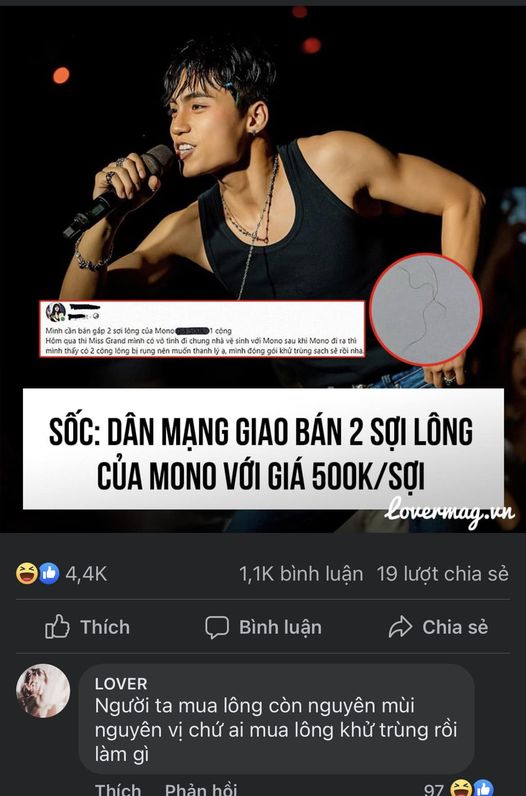 Mình cần bán gấp 2 sợi lông của Mono 1 cộng
Hôm qua thi Miss Grand mình có vô tình đi chung nhà vệ sinh với Mono sau khi Mono đi ra thì
mình thấy có 2 cộng lông bị rụng nên muốn thanh lý ạ, mình đóng gói khử trùng sạch sẽ rồi nha
SỐC: DÂN MẠNG GIAO BÁN 2 SỢI LÔNG
CỦA MONO VỚI GIÁ 500K/SỢI
Lovermag.vn
4,4K 1,1K bình luận 19 lượt chia sẻ
Thích Bình luận Chia sẻ
LOVER
Người ta mua lông còn nguyên mùi
nguyên vị chứ ai mua lông khử trùng rồi
làm gì
Thích Phản hồi 97